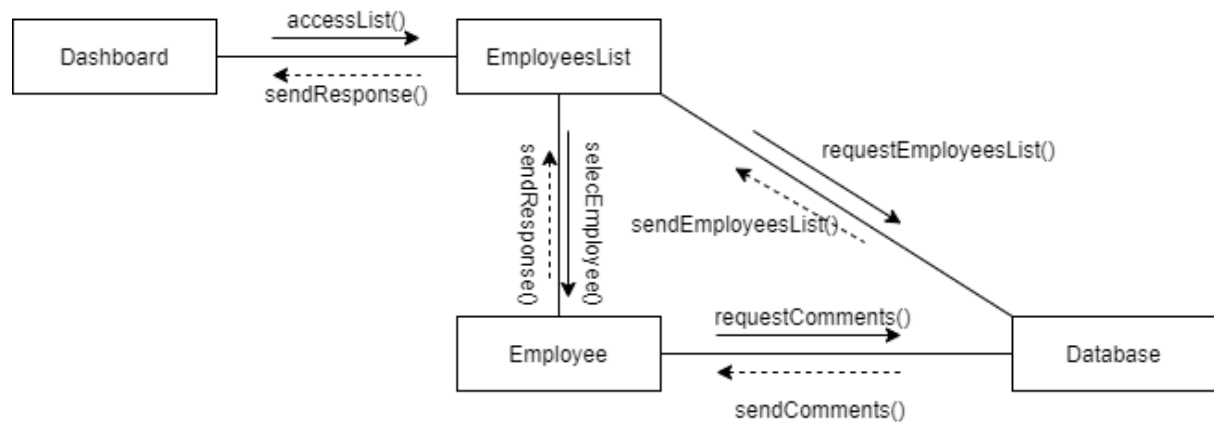 accessList()
Dashboard
EmployeesList
sendResponse()
requestEmployeesList()
sendResponse()
selecEmployee()
sendEmployeesList()
requestComments()
Employee
Database
sendComments()